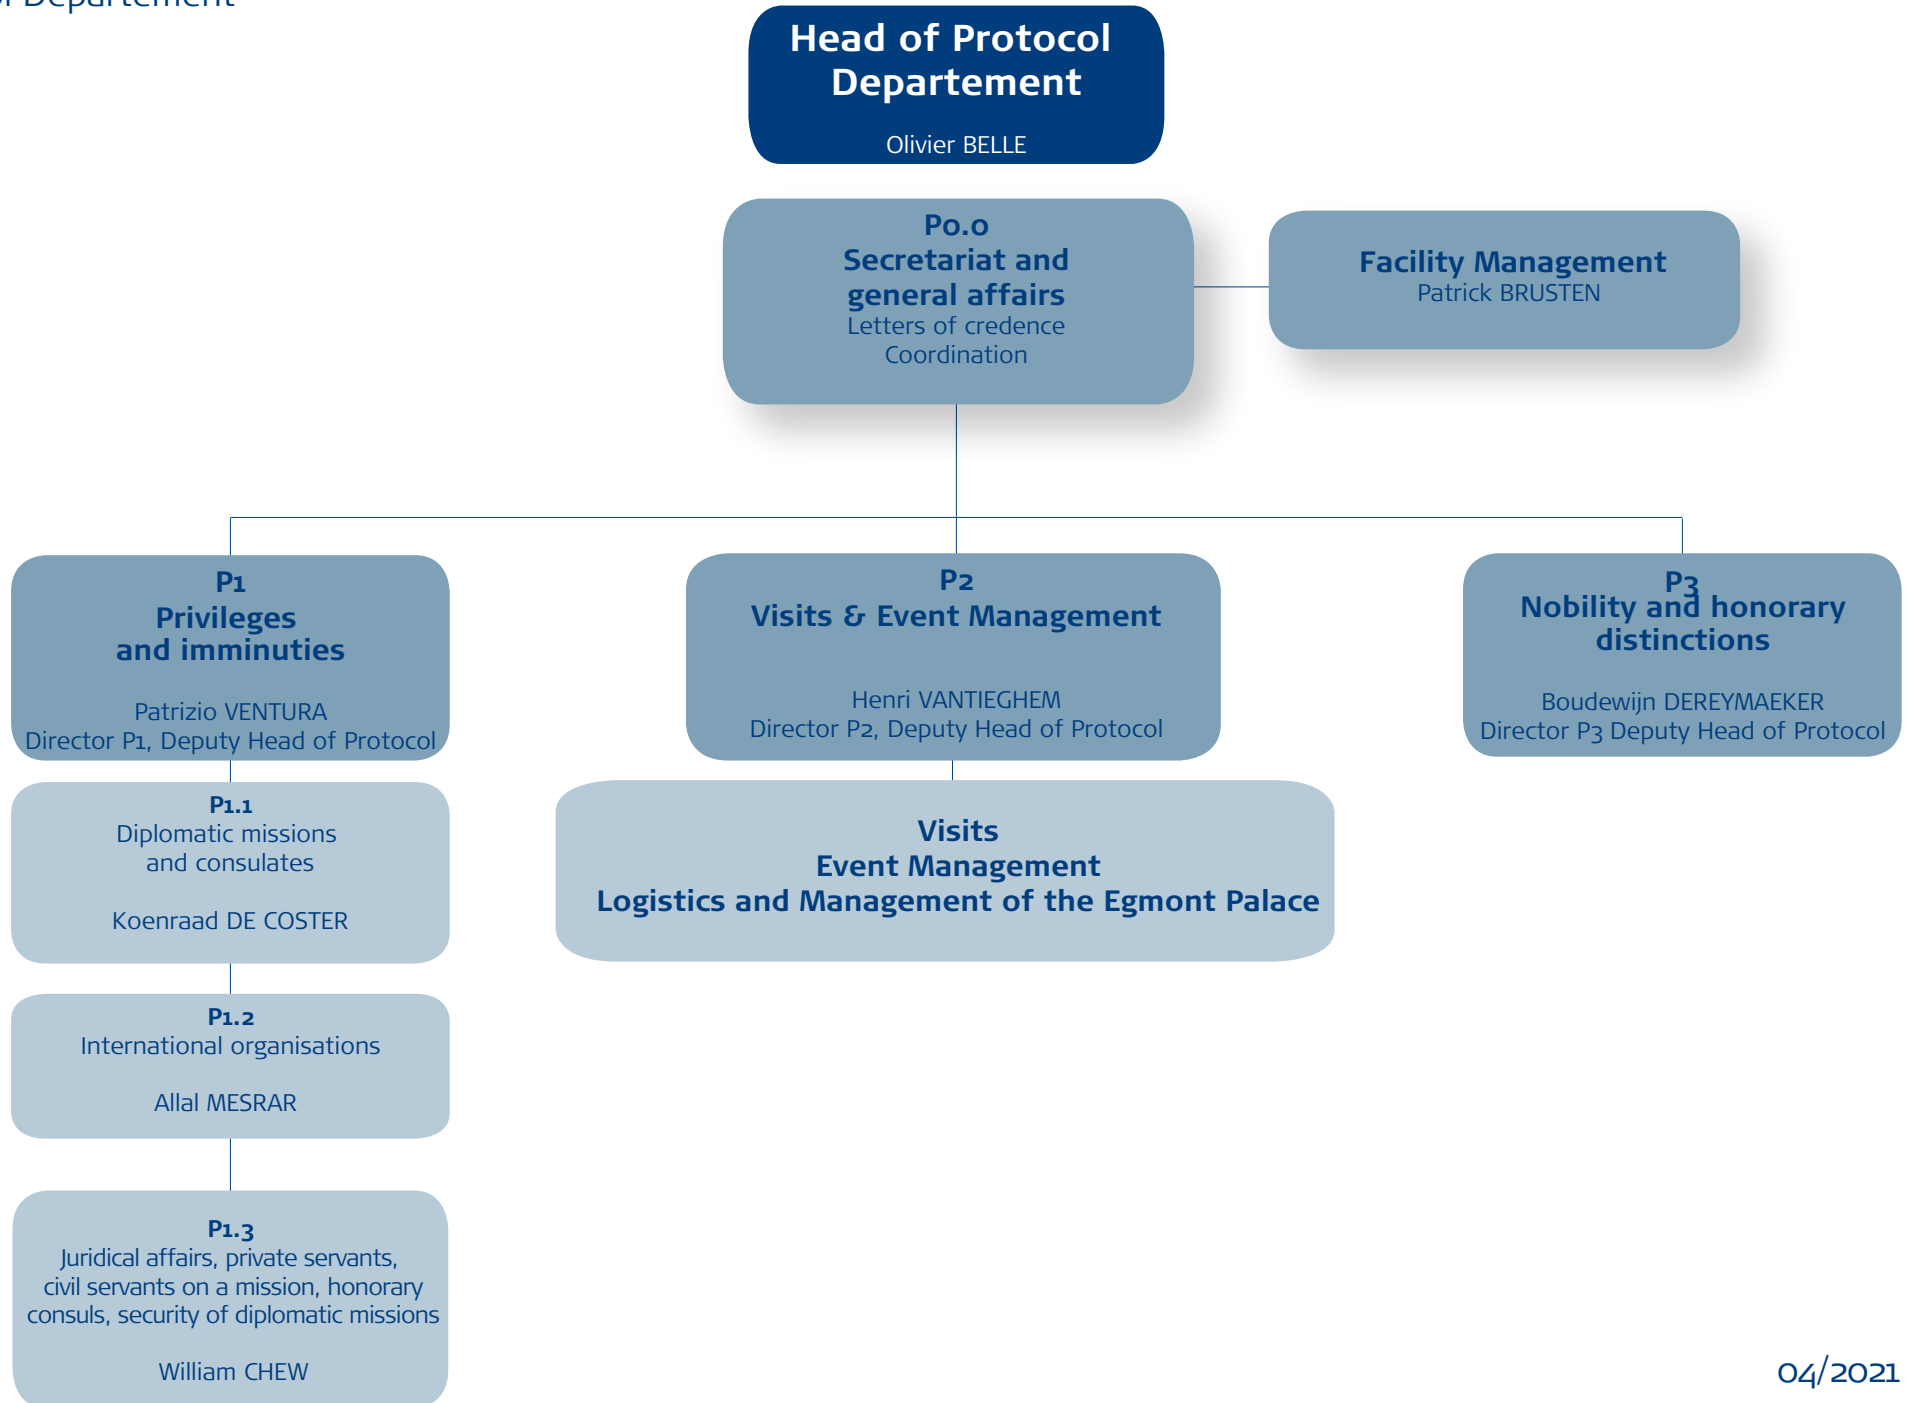 Departement
Head of Protocol
Departement
Olivier BELLE
P0.0
Secretariat and
general affairs
Letters of credence
Coordination
Facility Management
Patrick BRUSTEN
P1
Privileges
and imminuties
Patrizio VENTURA
Director P1, Deputy Head of Protocol
P1.1
Diplomatic missions
and consulates
Koenraad DE COSTER
P1.2
International organisations
Allal MESRAR
P1.3
Juridical affairs, private servants,
civil servants on a mission, honorary
consuls, security of diplomatic missions
William CHEW
P2
Visits & Event Management
Henri VANTIEGHEM
Director P2, Deputy Head of Protocol
Visits
Event Management
Logistics and Management of the Egmont Palace
P3
Nobility and honorary
distinctions
Boudewijn DEREYMAEKER
Director P3 Deputy Head of Protocol
04/2021